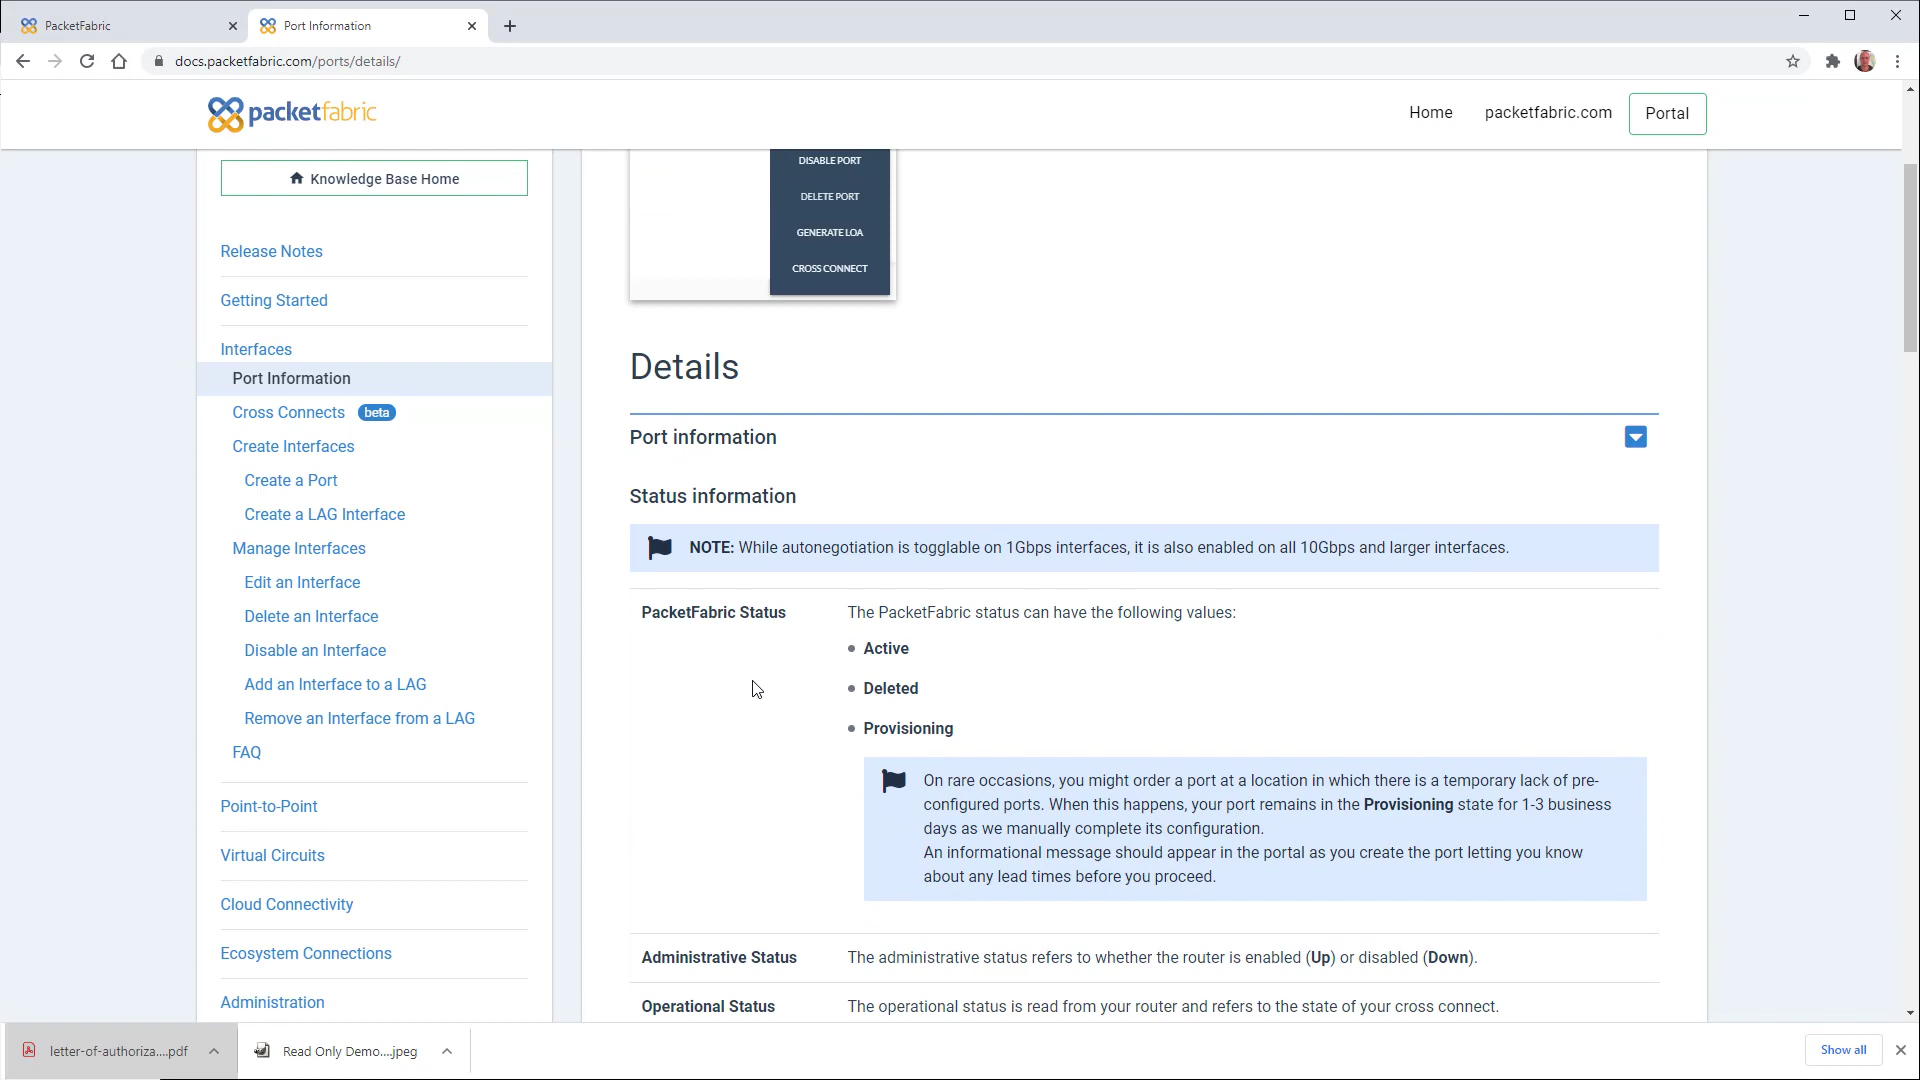 PacketFabric
Port Information
docs.packetfabric.com/ports/details/
packetfabric
Home
packetfabric.com
Portal
Knowledge Base Home
Release Notes
Getting Started
Interfaces
Port Information
Cross Connects beta
Create Interfaces
Create a Port
Create a LAG Interface
Manage Interfaces
Edit an Interface
Delete an Interface
Disable an Interface
Add an Interface to a LAG
Remove an Interface from a LAG
FAQ
Point-to-Point
Virtual Circuits
Cloud Connectivity
Ecosystem Connections
Administration
DISABLE PORT
DELETE PORT
GENERATE LOA
CROSS CONNECT
Details
Port information
Status information
NOTE: While autonegotiation is togglable on 1Gbps interfaces, it is also enabled on all 10Gbps and larger interfaces.
PacketFabric Status
The PacketFabric status can have the following values:
Active
Deleted
Provisioning
On rare occasions, you might order a port at a location in which there is a temporary lack of pre-
configured ports. When this happens, your port remains in the Provisioning state for 1-3 business
days as we manually complete its configuration.
An informational message should appear in the portal as you create the port letting you know
about any lead times before you proceed.
Administrative Status
The administrative status refers to whether the router is enabled (Up) or disabled (Down).
Operational Status
The operational status is read from your router and refers to the state of your cross connect.
letter-of-authoriza....pdf
Read Only Demo....jpeg
Show all